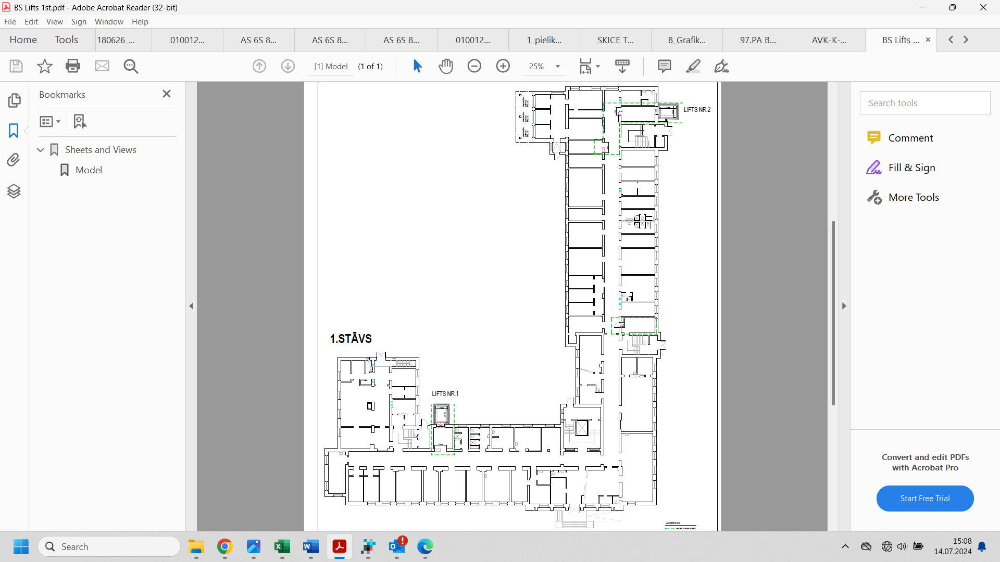 BS Lifts 1st.pdf - Adobe Acrobat Reader (32-bit)
File Edit View Sign Window Help
Home Tools 180626_... 010012... AS 6S 8... AS 6S 8... AS 6S 8... 010012... 1_pielik... SKICE T... 8_Grafik... 97.PA B... AVK-K-... BS Lifts ...
[1] Model (1 of 1) 25%
Bookmarks
Sheets and Views
Model
LIFTS NR.2
1.STĀVS
LIFTS NR.1
Search tools
Comment
Fill & Sign
More Tools
Convert and edit PDFs
with Acrobat Pro
Start Free Trial
Search
15:08
14.07.2024